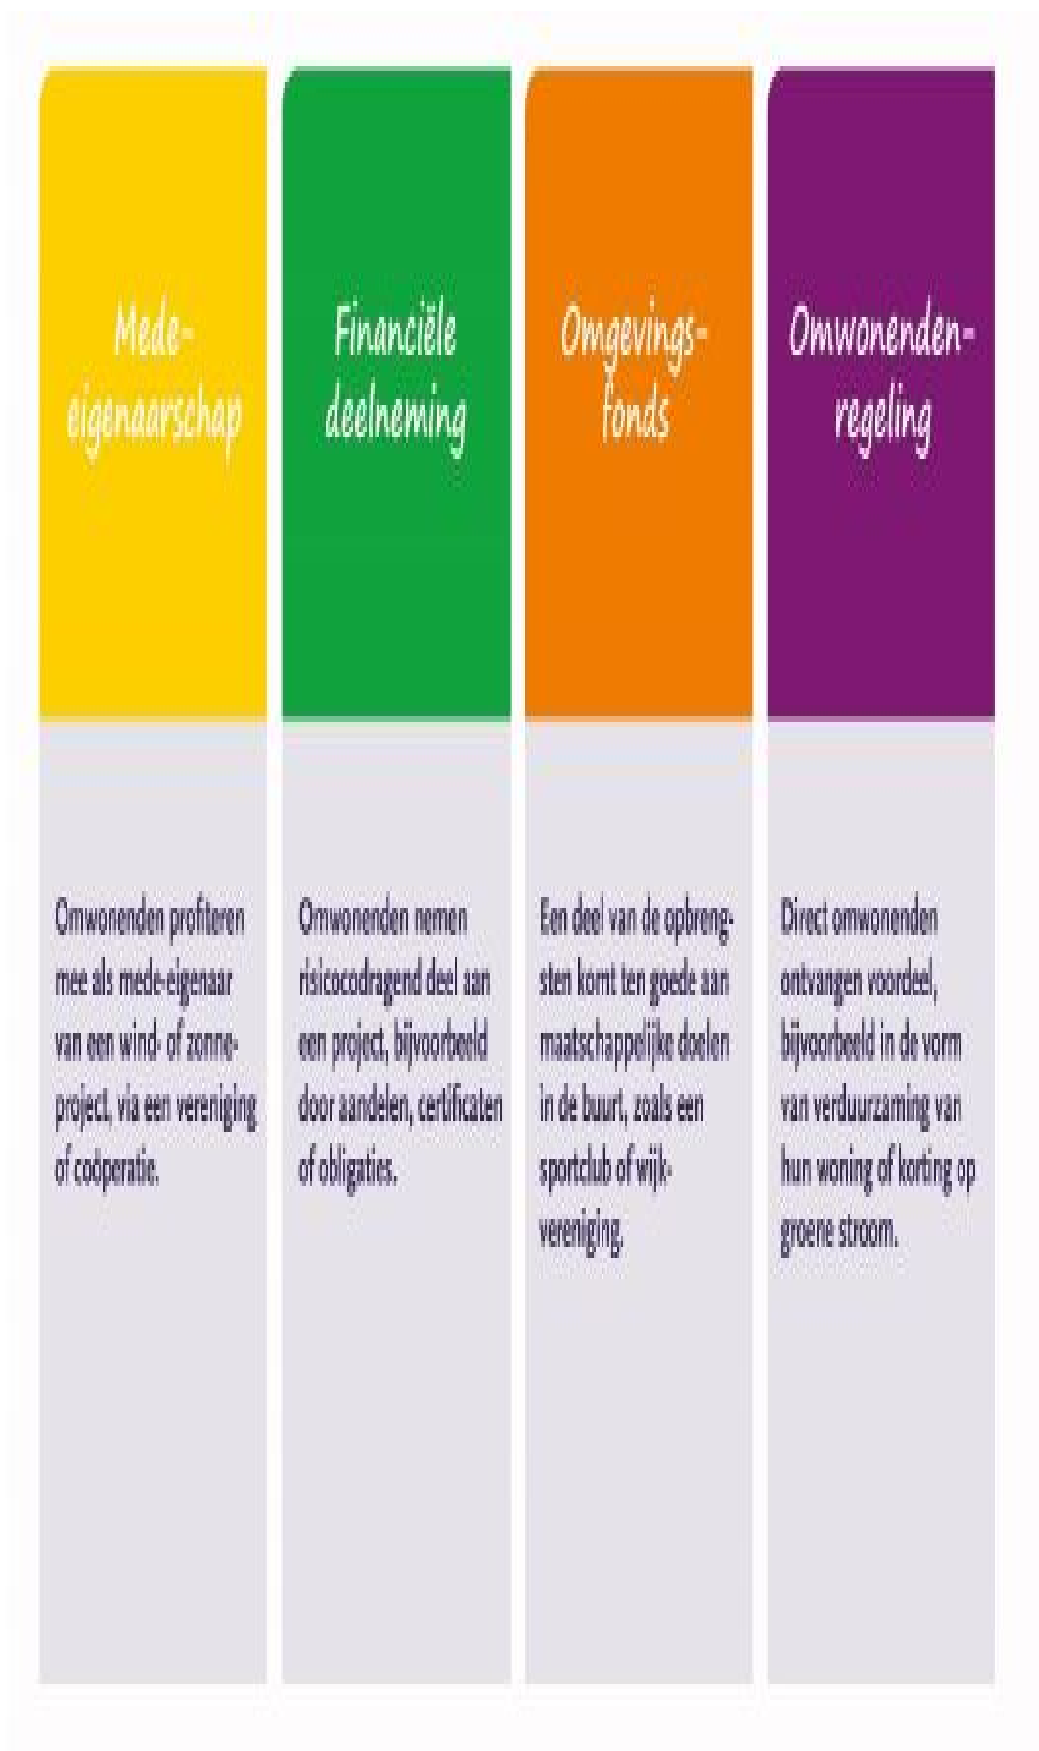 Mede-
eigenaarschap
Omwonenden profiteren
mee als mede-eigenaar
van een wind- of zonne-
project, via een vereniging
of coöperatie.
Financiële
deelneming
Omwonenden nemen
risicocodragend deel aan
een project, bijvoorbeeld
door aandelen, certificaten
of obligaties.
Omgevings-
fonds
Een deel van de opbreng-
sten komt ten goede aan
maatschappelijke doelen
in de buurt, zoals een
sportclub of wijk-
vereniging.
Omwonenden-
regeling
Direct omwonenden
ontvangen voordeel,
bijvoorbeeld in de vorm
van verduurzaming van
hun woning of korting op
groene stroom.